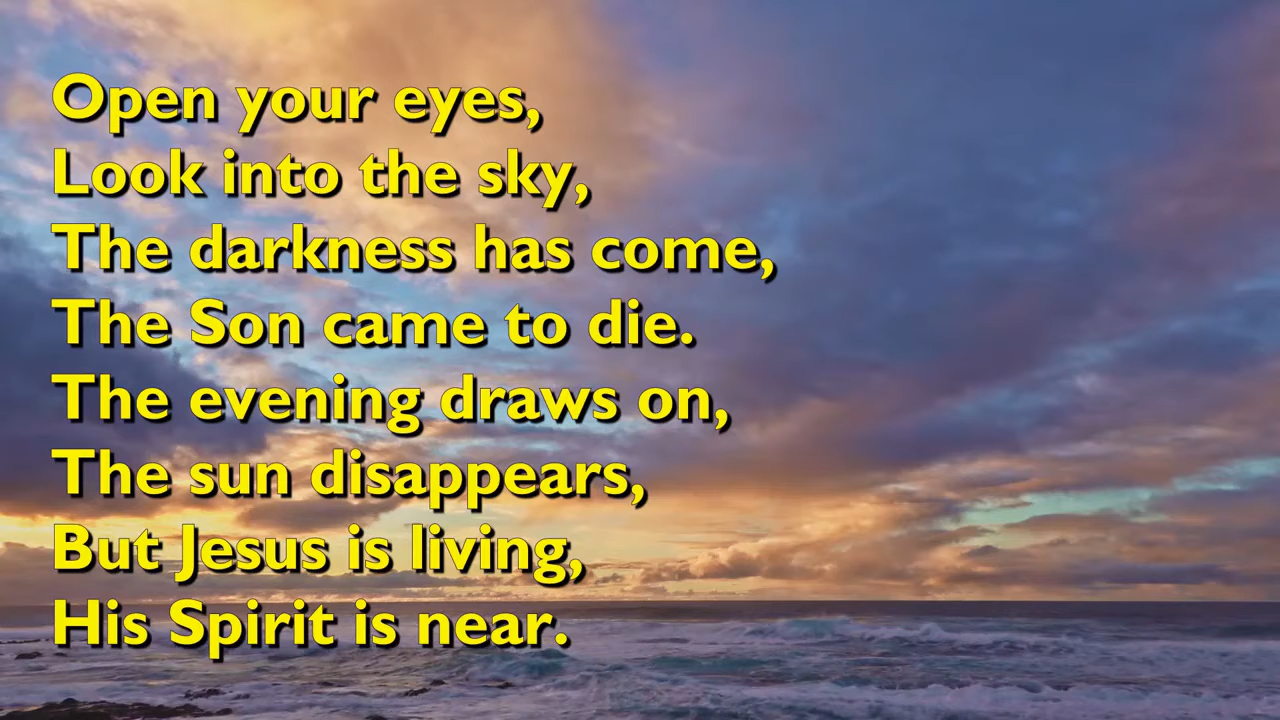 Open your eyes,
Look into the sky,
The darkness has come,
The Son came to die.
The evening draws on,
The sun disappears,
But Jesus is living,
His Spirit is near.